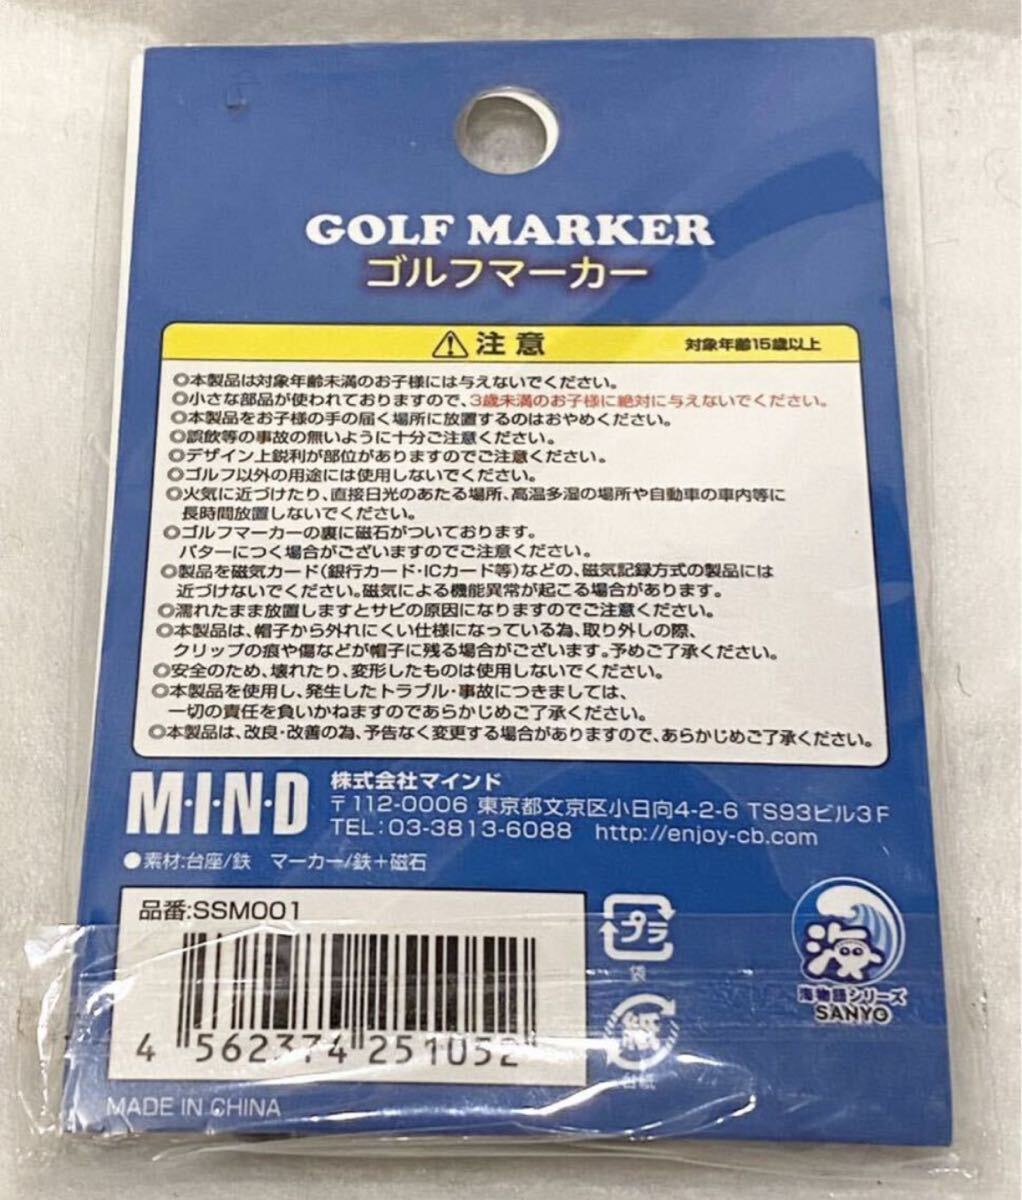 GOLF MARKER
ゴルフマーカー
注意 対象年齢15歳以上
◎本製品は対象年齢未満のお子様には与えないでください。
◎小さな部品が使われておりますので、3歳未満のお子様に絶対に与えないでください。
◎本製品をお子様の手の届く場所に放置するのはおやめください。
◎誤飲等の事故の無いように十分ご注意ください。
◎デザイン上鋭利が部位がありますのでご注意ください。
◎ゴルフ以外の用途には使用しないでください。
◎火気に近づけたり、直接日光のあたる場所、高温多湿の場所や自動車の車内等に
長時間放置しないでください。
◎ゴルフマーカーの裏に磁石がついております。
パターにつく場合がございますのでご注意ください。
◎製品を磁気カード(銀行カード・ICカード等)などの、磁気記録方式の製品には
近づけないでください。磁気による機能異常が起こる場合があります。
◎濡れたまま放置しますとサビの原因になりますのでご注意ください。
◎本製品は、帽子から外れにくい仕様になっている為、取り外しの際、
クリップの痕や傷などが帽子に残る場合がございます。予めご了承ください。
◎安全のため、壊れたり、変形したものは使用しないでください。
◎本製品を使用し、発生したトラブル・事故につきましては、
一切の責任を負いかねますのであらかじめご了承ください。
◎本製品は、改良・改善の為、予告なく変更する場合がありますので、あらかじめご了承ください。
M・I・N・D 株式会社マインド
〒112-0006 東京都文京区小日向4-2-6 TS93ビル3F
TEL:03-3813-6088 http://enjoy-cb.com
●素材:台座/鉄 マーカー/鉄+磁石
品番:SSM001
4 562374 251052
MADE IN CHINA
プラ
袋
紙
台紙
海
海物語シリーズ
SANYO